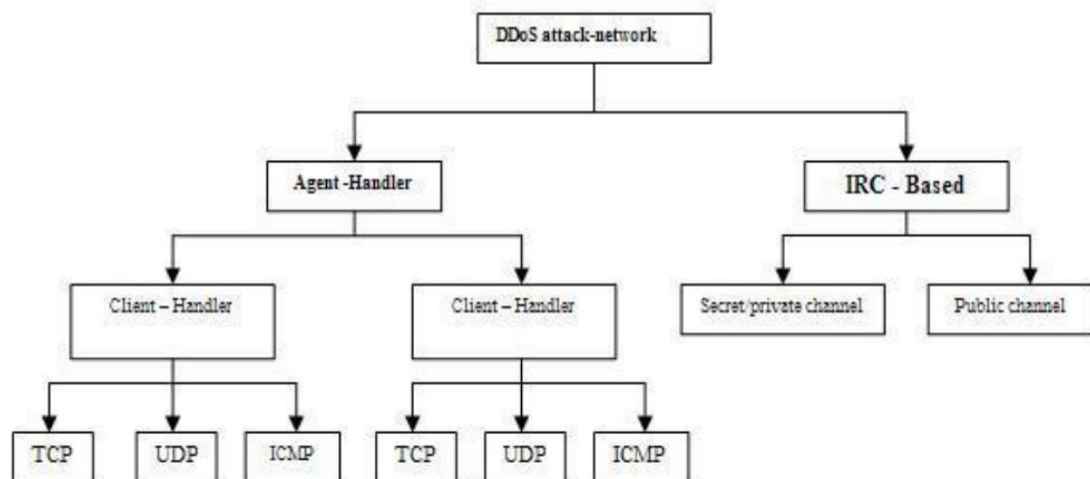 DDoS attack-network
Agent -Handler
IRC - Based
Client – Handler
Client – Handler
Secret/private channel
Public channel
TCP
UDP
ICMP
TCP
UDP
ICMP